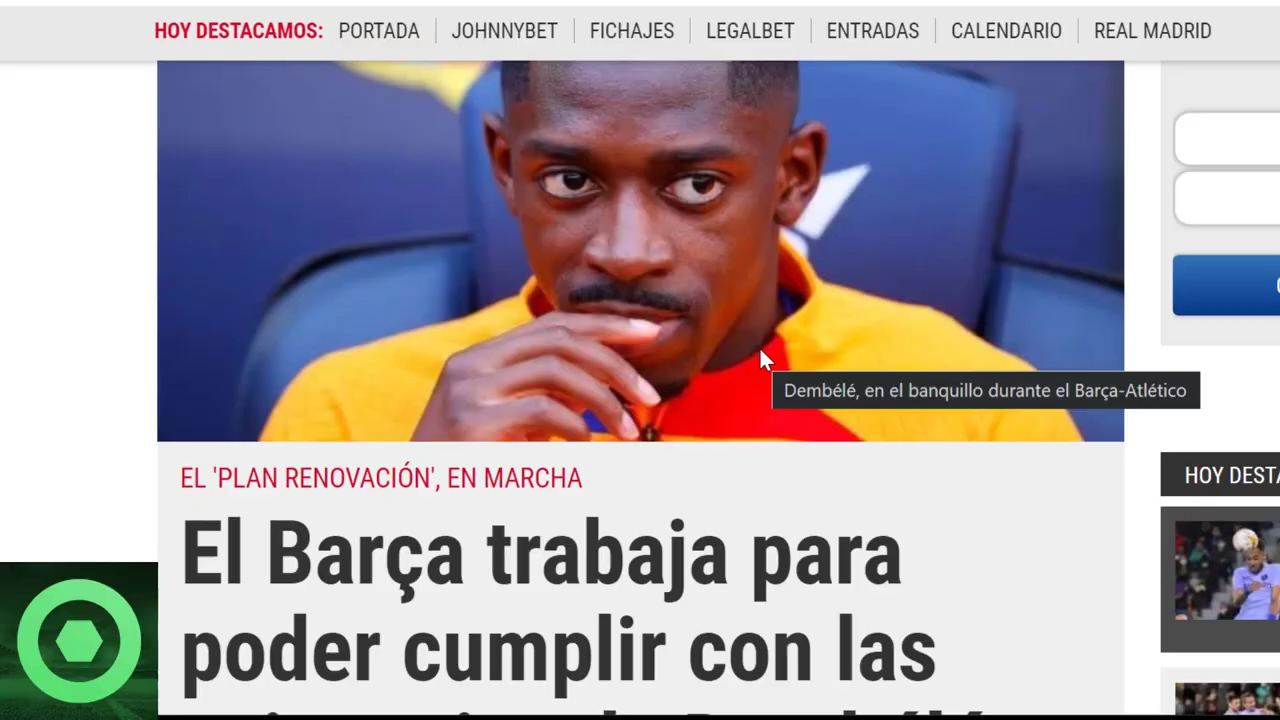 HOY DESTACAMOS: PORTADA JOHNNYBET FICHAJES LEGALBET ENTRADAS CALENDARIO REAL MADRID
Dembélé, en el banquillo durante el Barça-Atlético
EL 'PLAN RENOVACIÓN', EN MARCHA
HOY DESTA
El Barça trabaja para
poder cumplir con las